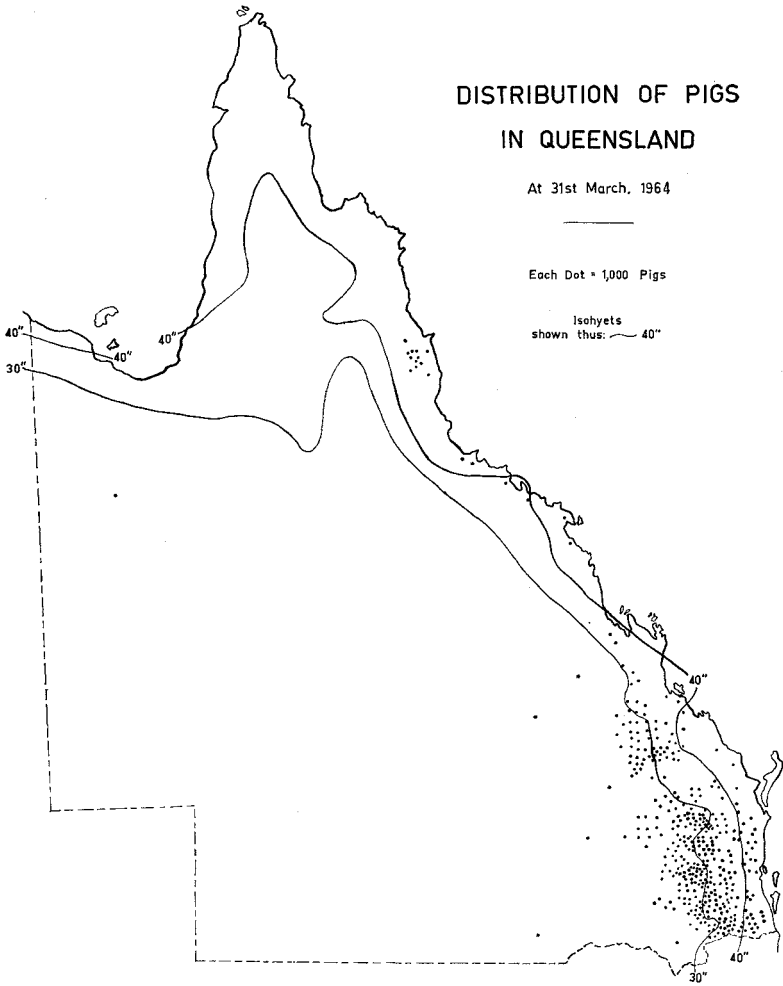 DISTRIBUTION OF PIGS
IN QUEENSLAND
At 31st March, 1964
Each Dot = 1,000 Pigs
Isohyets
shown thus: 40"
40"
40"
40"
30"
40"
30"
40"